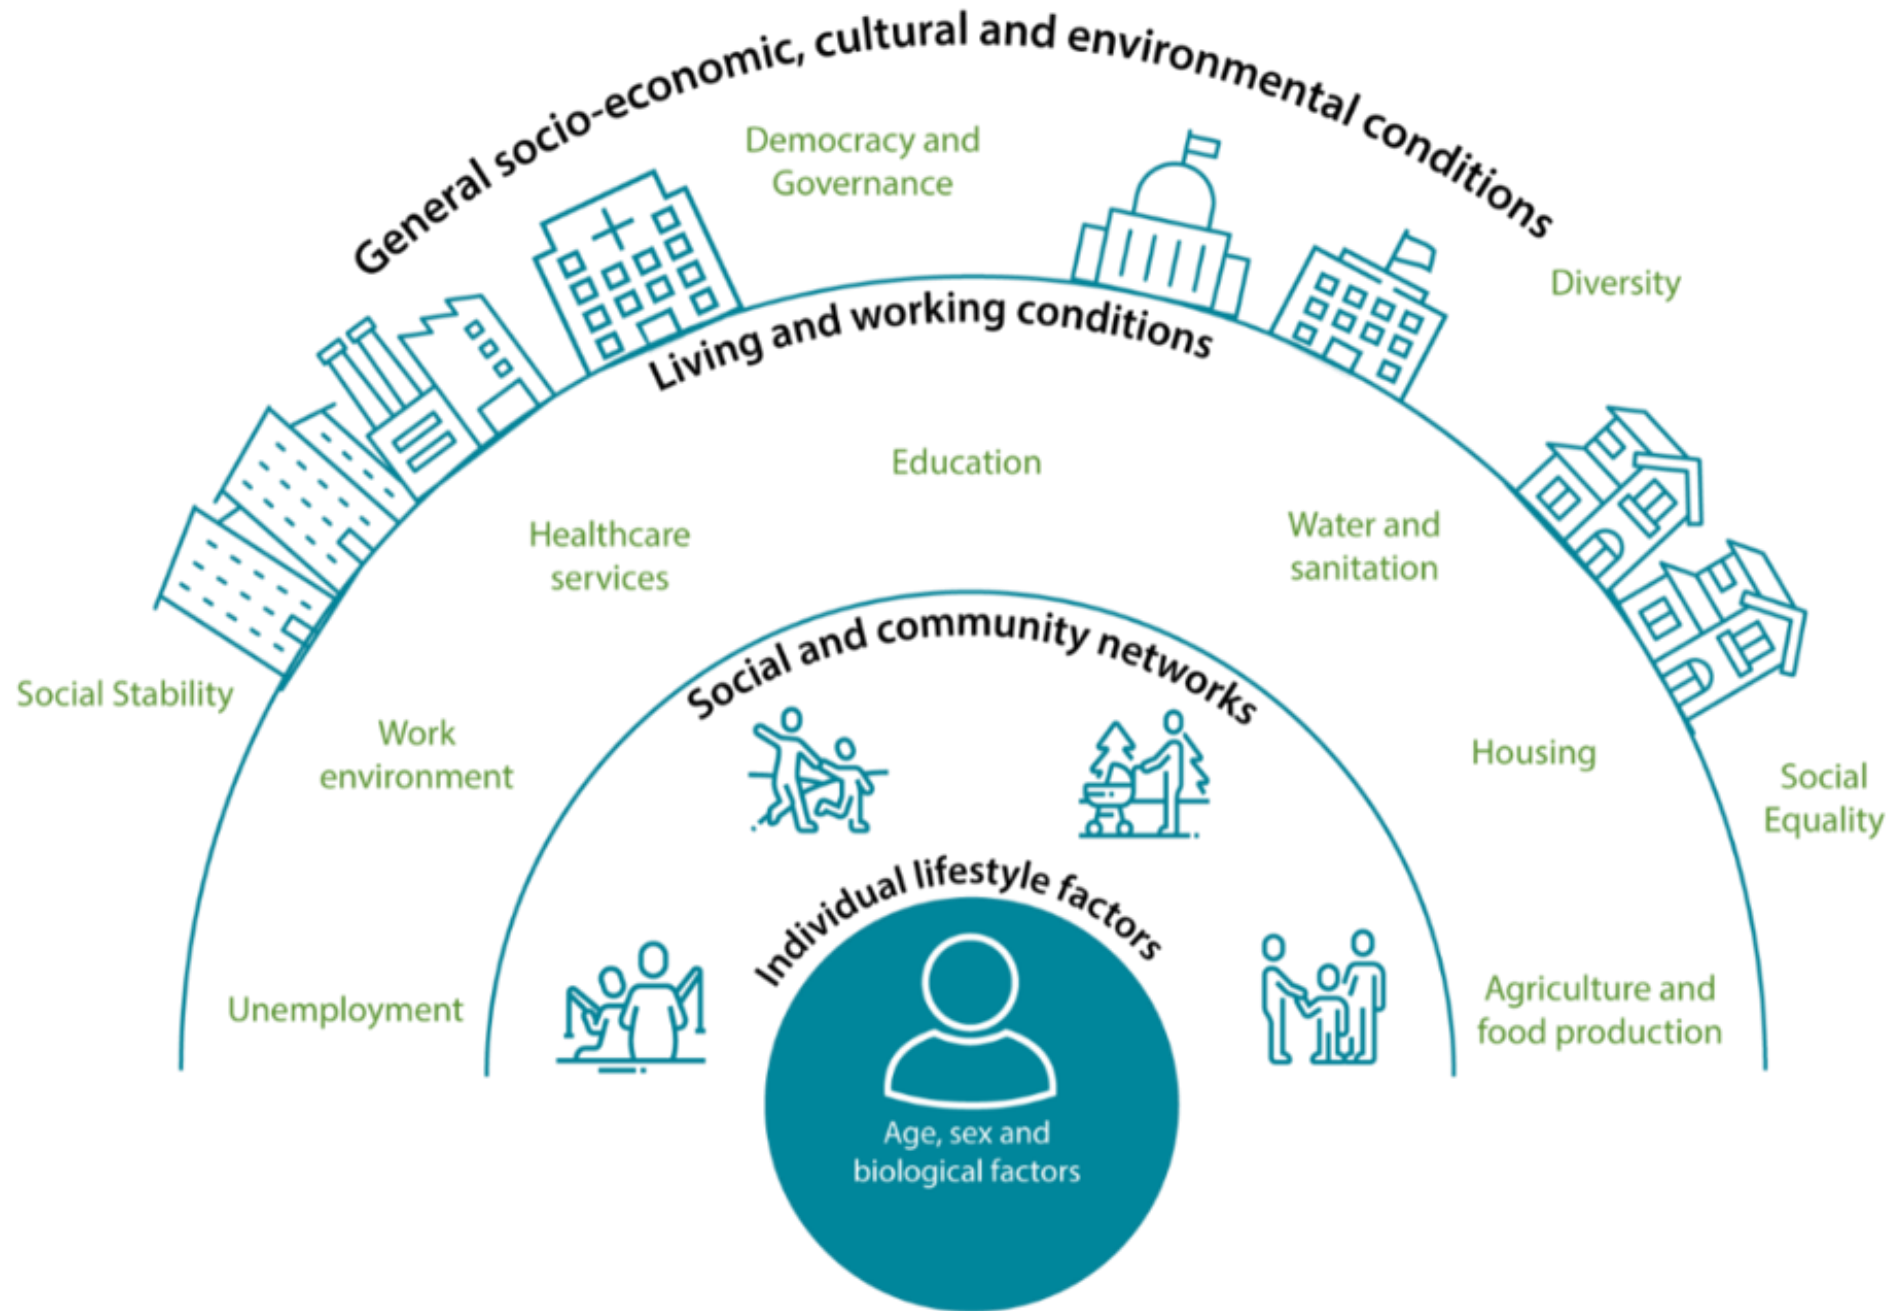 General socio-economic, cultural and environmental conditions
Democracy and
Governance
Diversity
Social Stability
Social
Equality
Living and working conditions
Education
Healthcare
services
Water and
sanitation
Work
environment
Housing
Unemployment
Agriculture and
food production
Social and community networks
Individual lifestyle factors
Age, sex and
biological factors